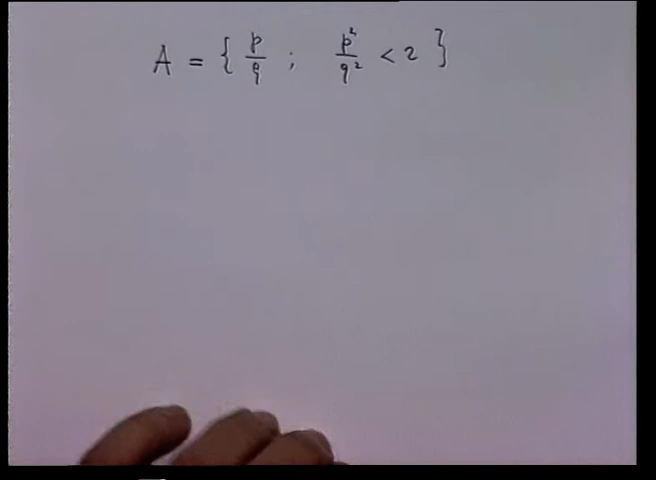 A = { p/q ; p²/q² < 2 }